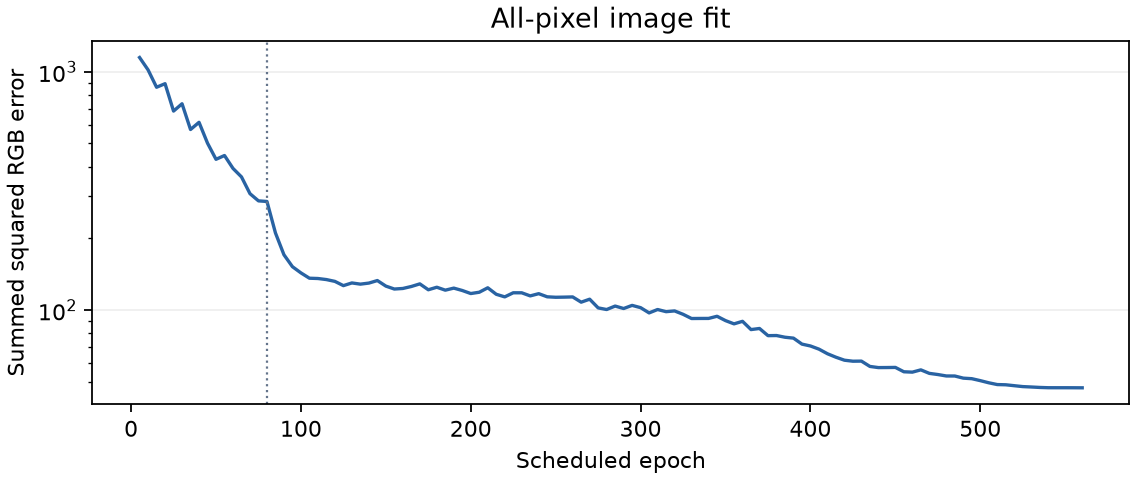 All-pixel image fit
Summed squared RGB error
10³
10²
0 100 200 300 400 500
Scheduled epoch